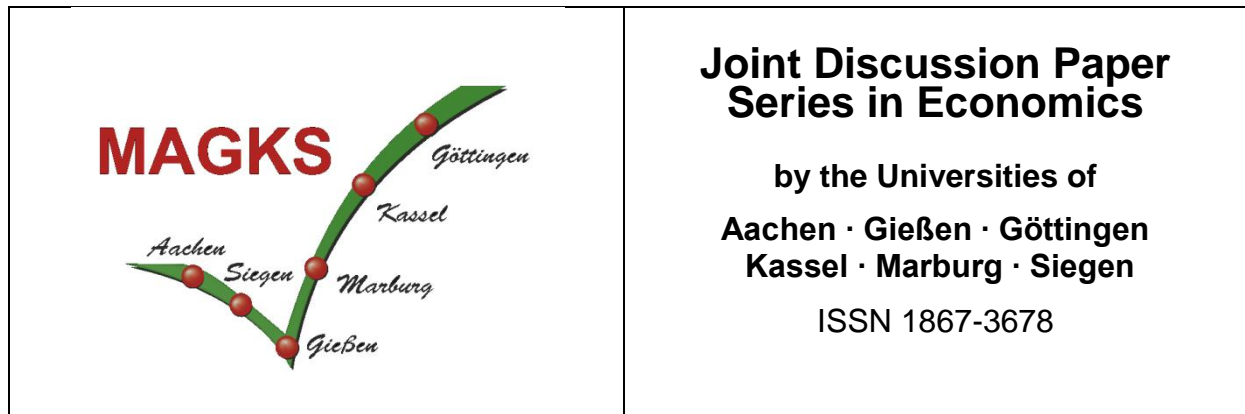 MAGKS
Göttingen
Kassel
Aachen
Siegen
Marburg
Gießen
Joint Discussion Paper
Series in Economics
by the Universities of
Aachen · Gießen · Göttingen
Kassel · Marburg · Siegen
ISSN 1867-3678